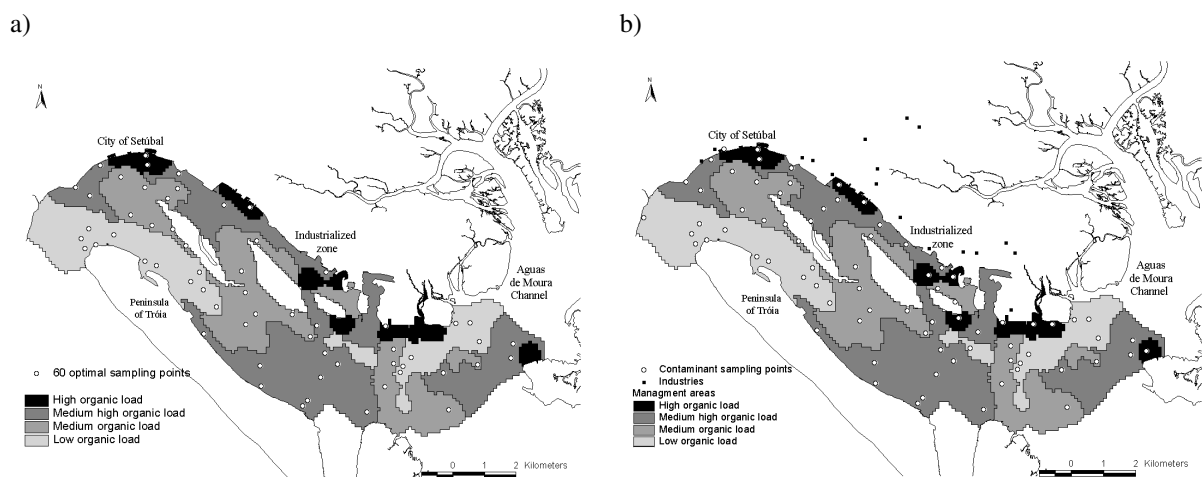 a)
N
City of Setúbal
Industrialized
zone
Aguas
de Moura
Channel
Peninsula
of Tróia
60 optimal sampling points
High organic load
Medium high organic load
Medium organic load
Low organic load
0 1 2 Kilometers
b)
N
City of Setúbal
Industrialized
zone
Aguas
de Moura
Channel
Peninsula
of Tróia
Contaminant sampling points
Industries
Managment areas
High organic load
Medium high organic load
Medium organic load
Low organic load
0 1 2 Kilometers